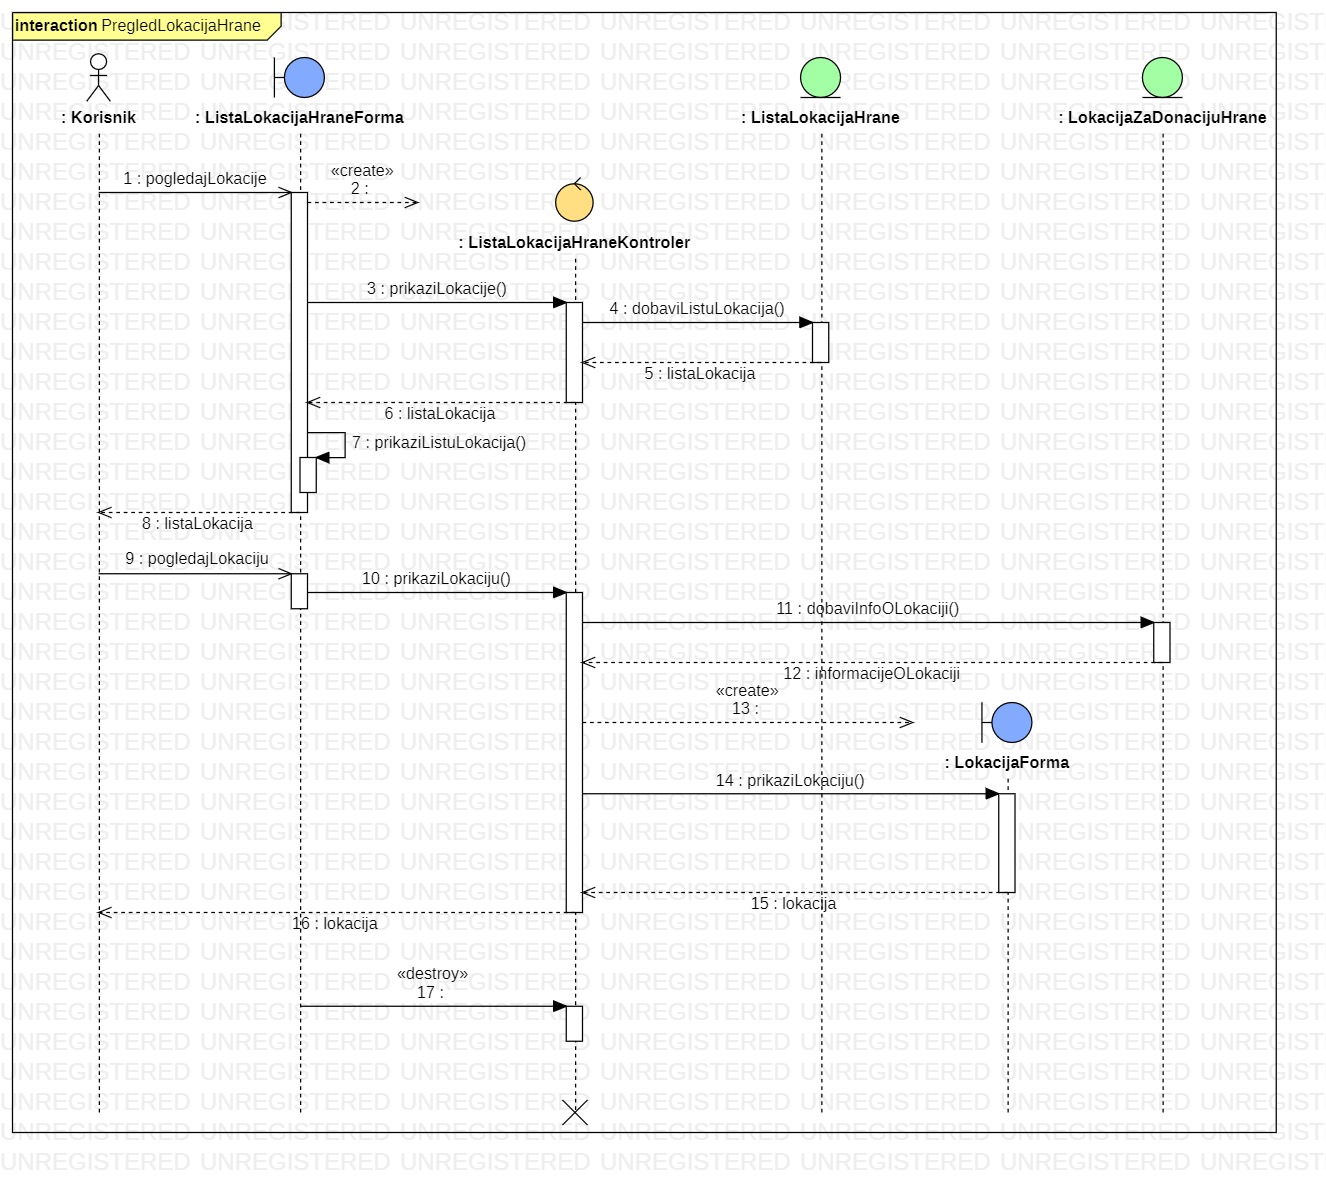 interaction PregledLokacijaHrane
: Korisnik
: ListaLokacijaHraneForma
: ListaLokacijaHrane
: LokacijaZaDonacijuHrane
1 : pogledajLokacije
«create»
2 :
: ListaLokacijaHraneKontroler
3 : prikaziLokacije()
4 : dobaviListuLokacija()
5 : listaLokacija
6 : listaLokacija
7 : prikaziListuLokacija()
8 : listaLokacija
9 : pogledajLokaciju
10 : prikaziLokaciju()
11 : dobaviInfoOLokaciji()
12 : informacijeOLokaciji
«create»
13 :
: LokacijaForma
14 : prikaziLokaciju()
15 : lokacija
16 : lokacija
«destroy»
17 :
UNREGISTERED UNREGISTERED UNREGISTERED UNREGISTERED UNREGISTERED UNREGISTERED UNREGIST